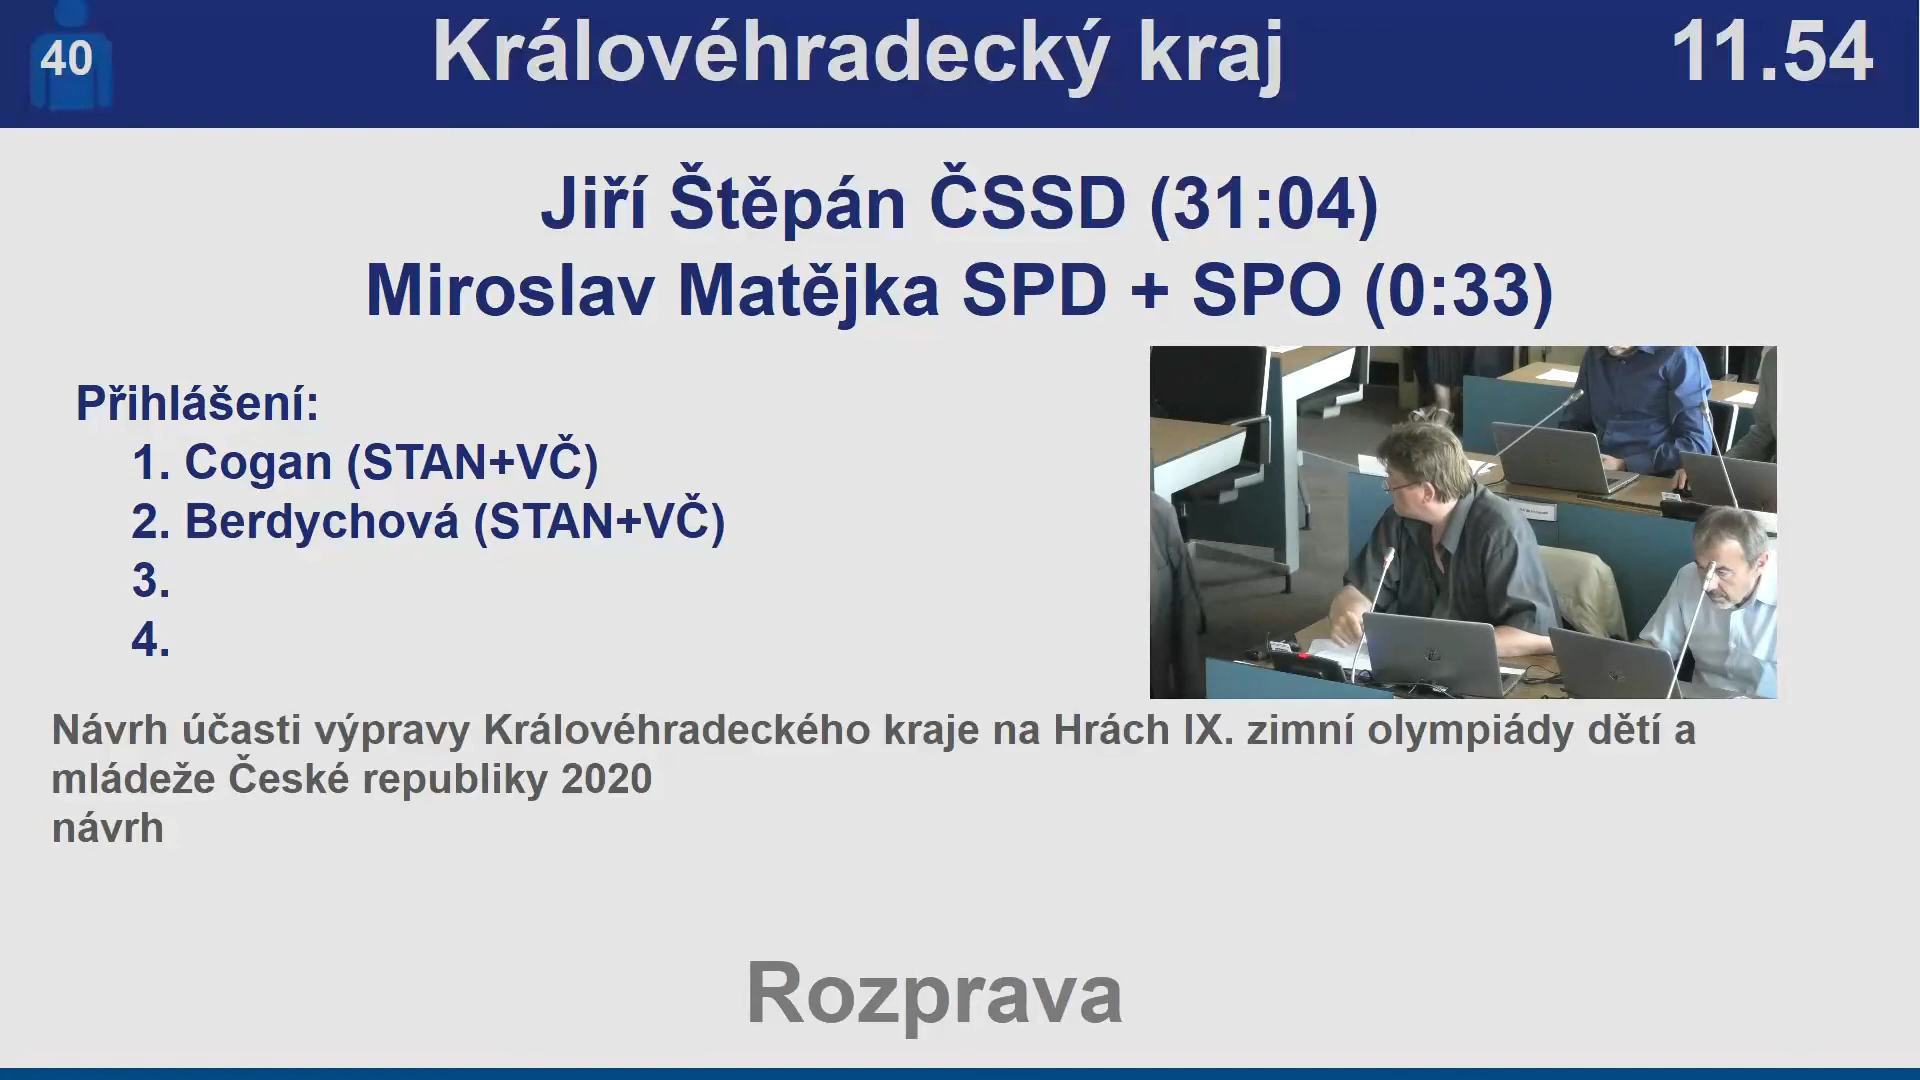 40
Královéhradecký kraj
11.54
Jiří Štěpán ČSSD (31:04)
Miroslav Matějka SPD + SPO (0:33)
Přihlášení:
1. Cogan (STAN+VČ)
2. Berdychová (STAN+VČ)
3.
4.
Návrh účasti výpravy Královéhradeckého kraje na Hrách IX. zimní olympiády dětí a
mládeže České republiky 2020
návrh
Rozprava